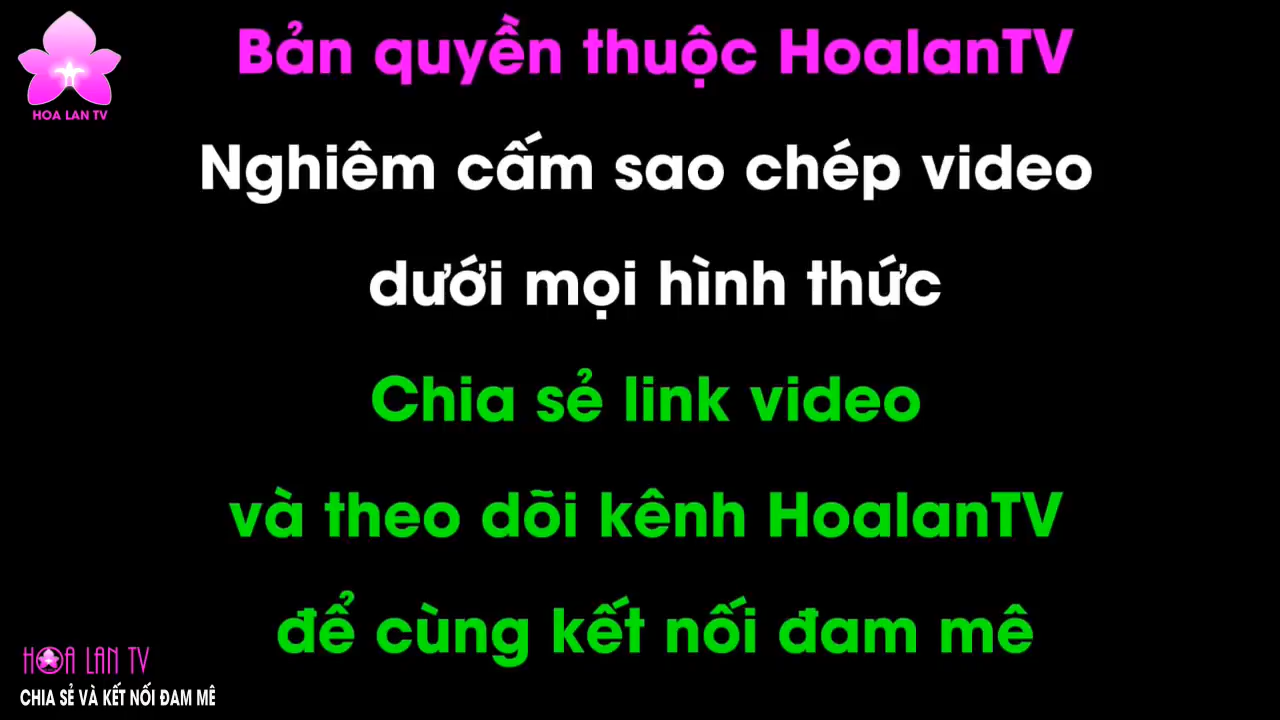 HOA LAN TV
Bản quyền thuộc HoalanTV
Nghiêm cấm sao chép video
dưới mọi hình thức
Chia sẻ link video
và theo dõi kênh HoalanTV
để cùng kết nối đam mê
HOA LAN TV
CHIA SẺ VÀ KẾT NỐI ĐAM MÊ